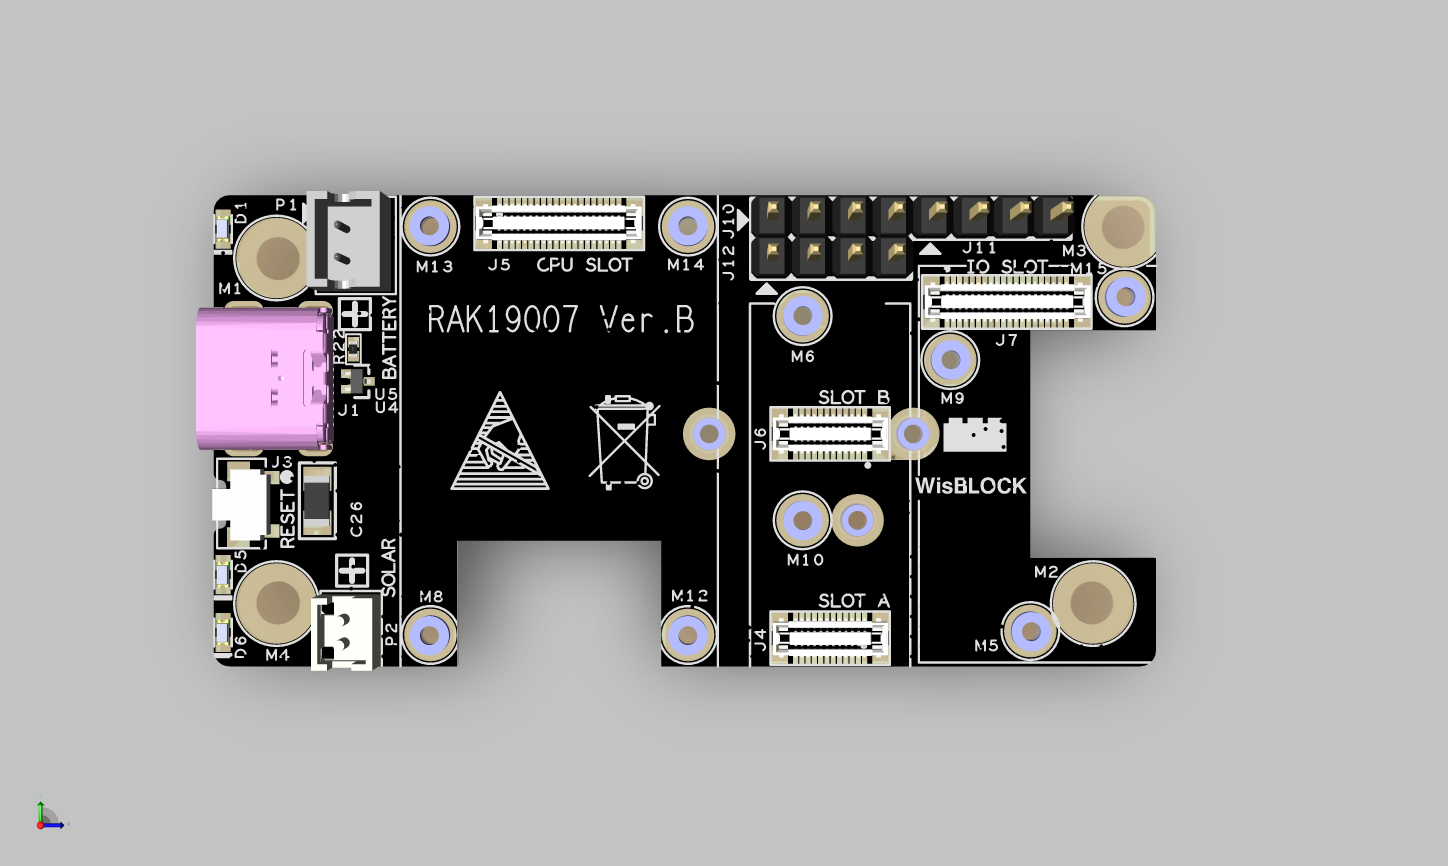 D1
P1
M1
M13
J5 CPU SLOT
M14
J10
J12
J11
M3
IO SLOT
M15
J7
RAK19007 Ver.B
BATTERY
R22
J1
U5
U4
M6
M9
SLOT B
J6
WisBLOCK
J3
RESET
C26
M10
D5
SOLAR
D6
M4
P2
M8
M12
SLOT A
J4
M2
M5